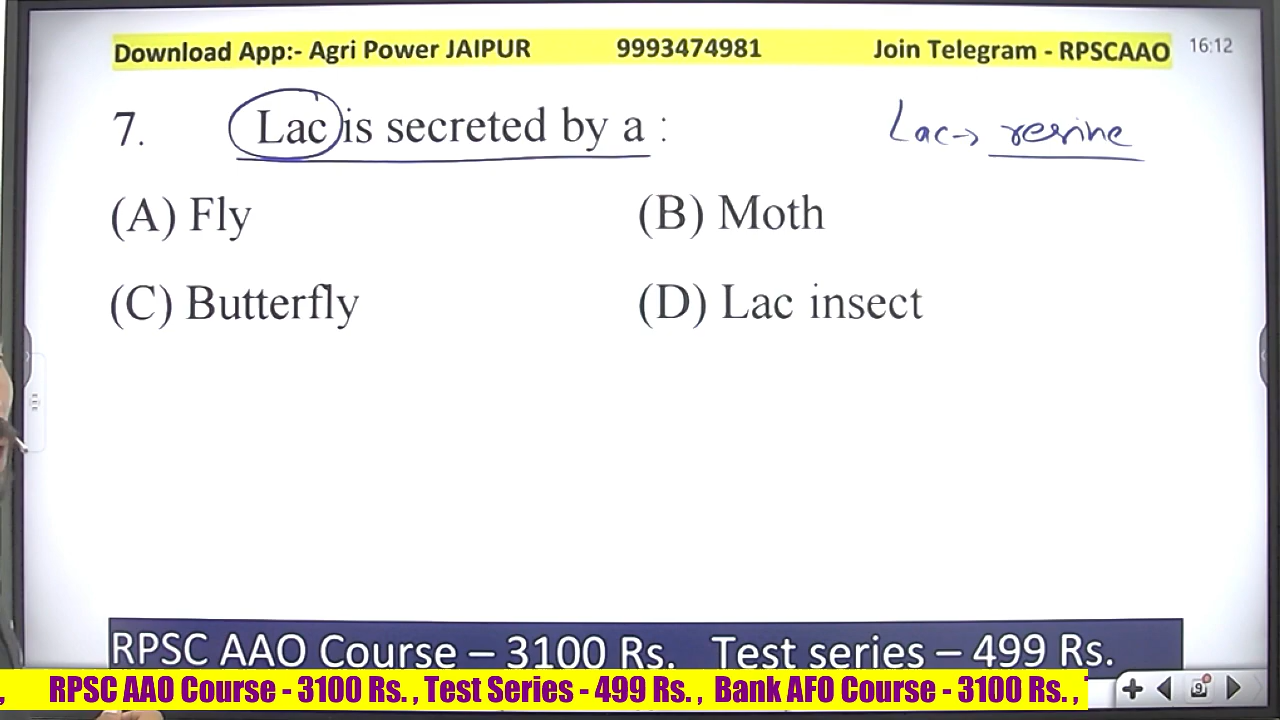 Download App:- Agri Power JAIPUR 9993474981 Join Telegram - RPSCAAO 16:12
7. Lac is secreted by a : Lac→ resine
(A) Fly (B) Moth
(C) Butterfly (D) Lac insect
RPSC AAO Course – 3100 Rs. Test series – 499 Rs.
, RPSC AAO Course - 3100 Rs. , Test Series - 499 Rs. , Bank AFO Course - 3100 Rs. ,
9